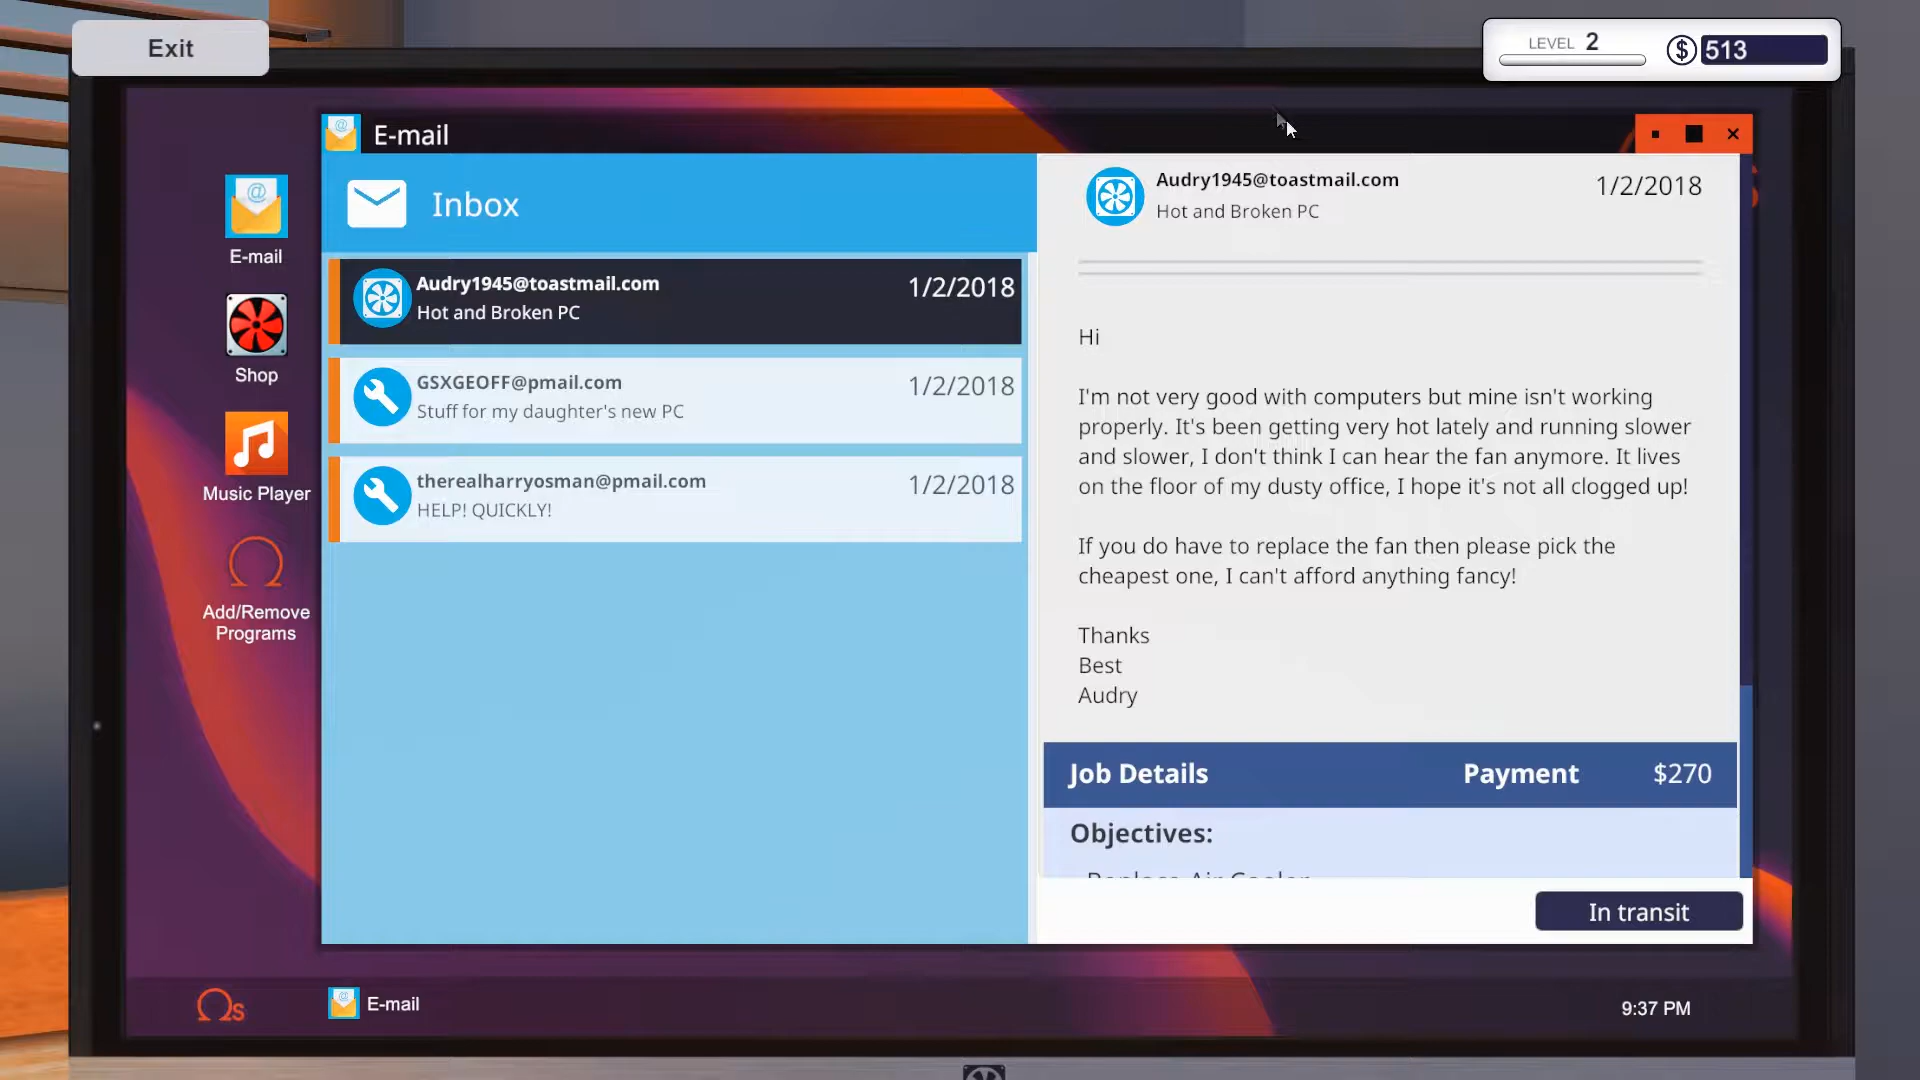 Exit
LEVEL 2
$ 513
E-mail
E-mail
Shop
Music Player
Add/Remove
Programs
Inbox
Audry1945@toastmail.com
1/2/2018
Hot and Broken PC
GSXGEOFF@pmail.com
1/2/2018
Stuff for my daughter's new PC
therealharryosman@pmail.com
1/2/2018
HELP! QUICKLY!
Audry1945@toastmail.com
1/2/2018
Hot and Broken PC
Hi
I'm not very good with computers but mine isn't working
properly. It's been getting very hot lately and running slower
and slower, I don't think I can hear the fan anymore. It lives
on the floor of my dusty office, I hope it's not all clogged up!
If you do have to replace the fan then please pick the
cheapest one, I can't afford anything fancy!
Thanks
Best
Audry
Job Details Payment $270
Objectives:
In transit
Ωs
E-mail
9:37 PM